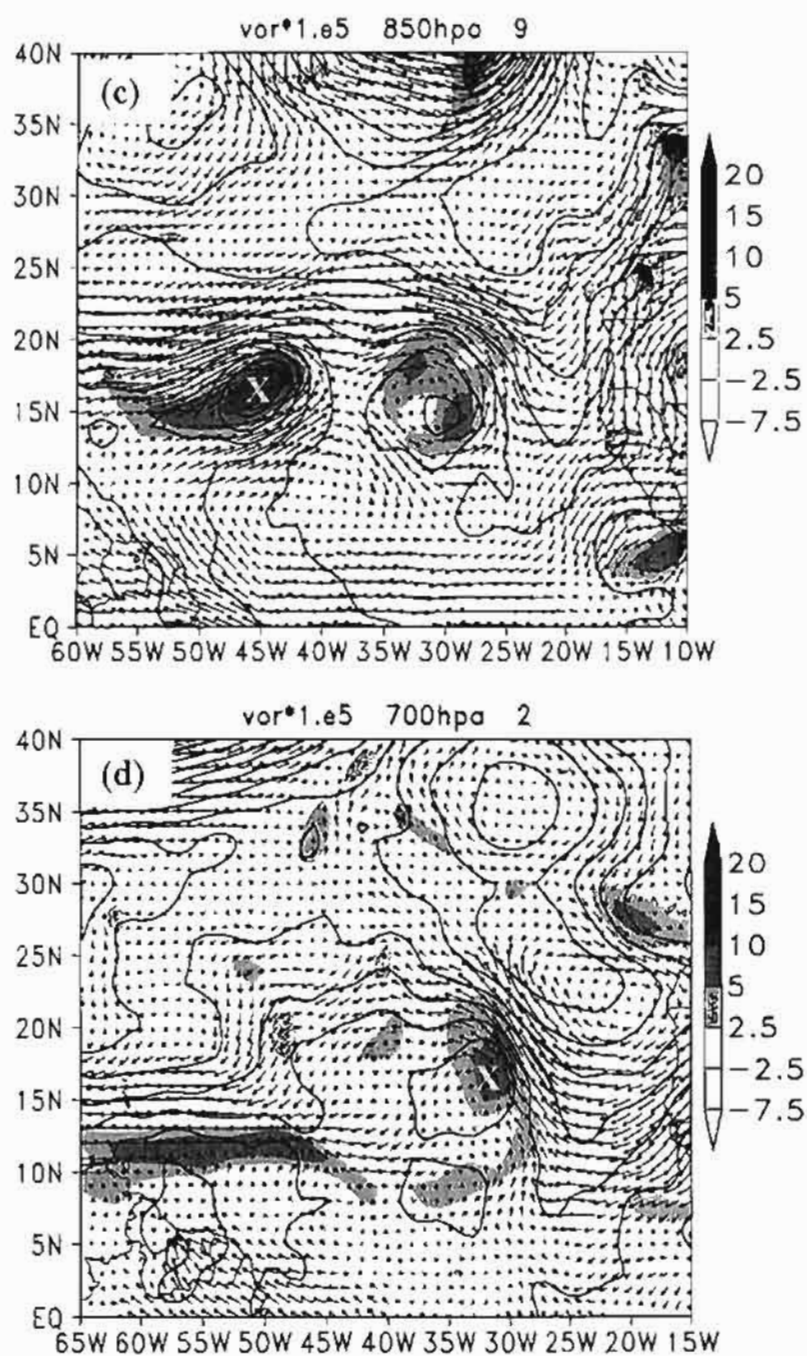 vor*1.e5 850hpa 9
(c)
40N
35N
30N
25N
20N
15N
10N
5N
EQ
60W 55W 50W 45W 40W 35W 30W 25W 20W 15W 10W
X
20
15
10
5
2.5
-2.5
-7.5
vor*1.e5 700hpa 2
(d)
40N
35N
30N
25N
20N
15N
10N
5N
EQ
65W 60W 55W 50W 45W 40W 35W 30W 25W 20W 15W
X
20
15
10
5
2.5
-2.5
-7.5